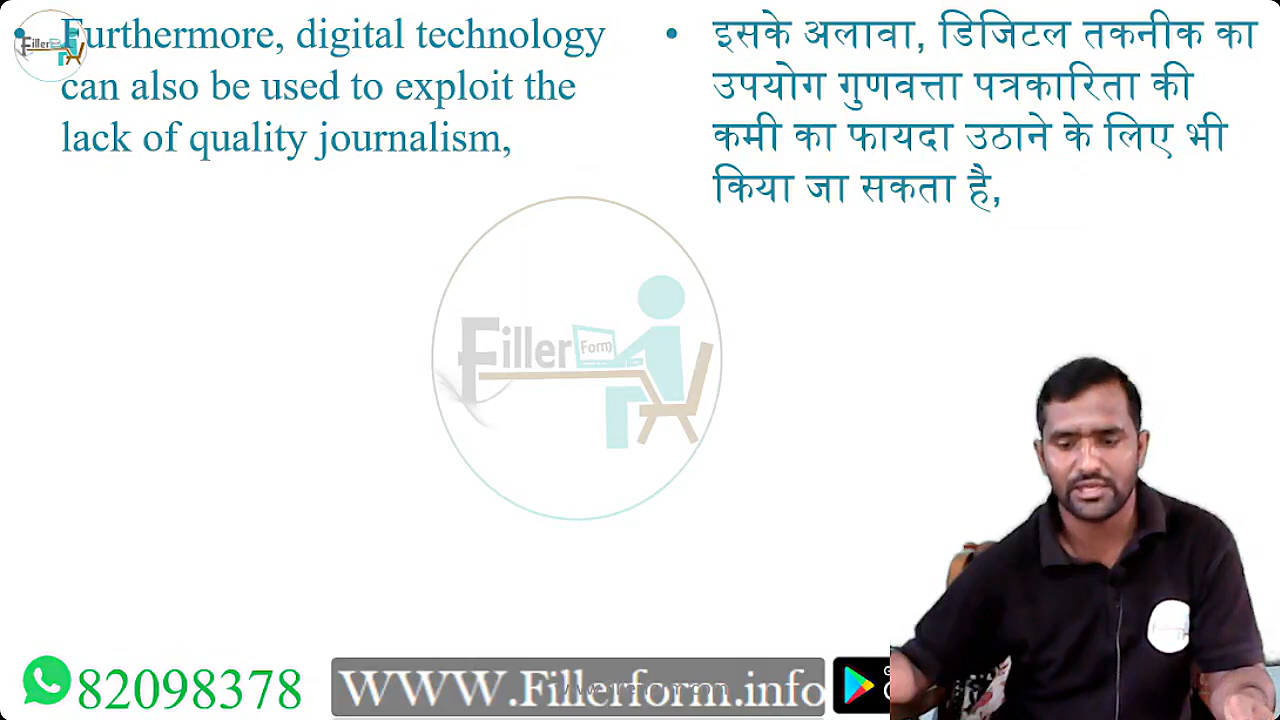 Furthermore, digital technology
can also be used to exploit the
lack of quality journalism,
इसके अलावा, डिजिटल तकनीक का
उपयोग गुणवत्ता पत्रकारिता की
कमी का फायदा उठाने के लिए भी
किया जा सकता है,
Filler Form
82098378
WWW.Fillerform.info